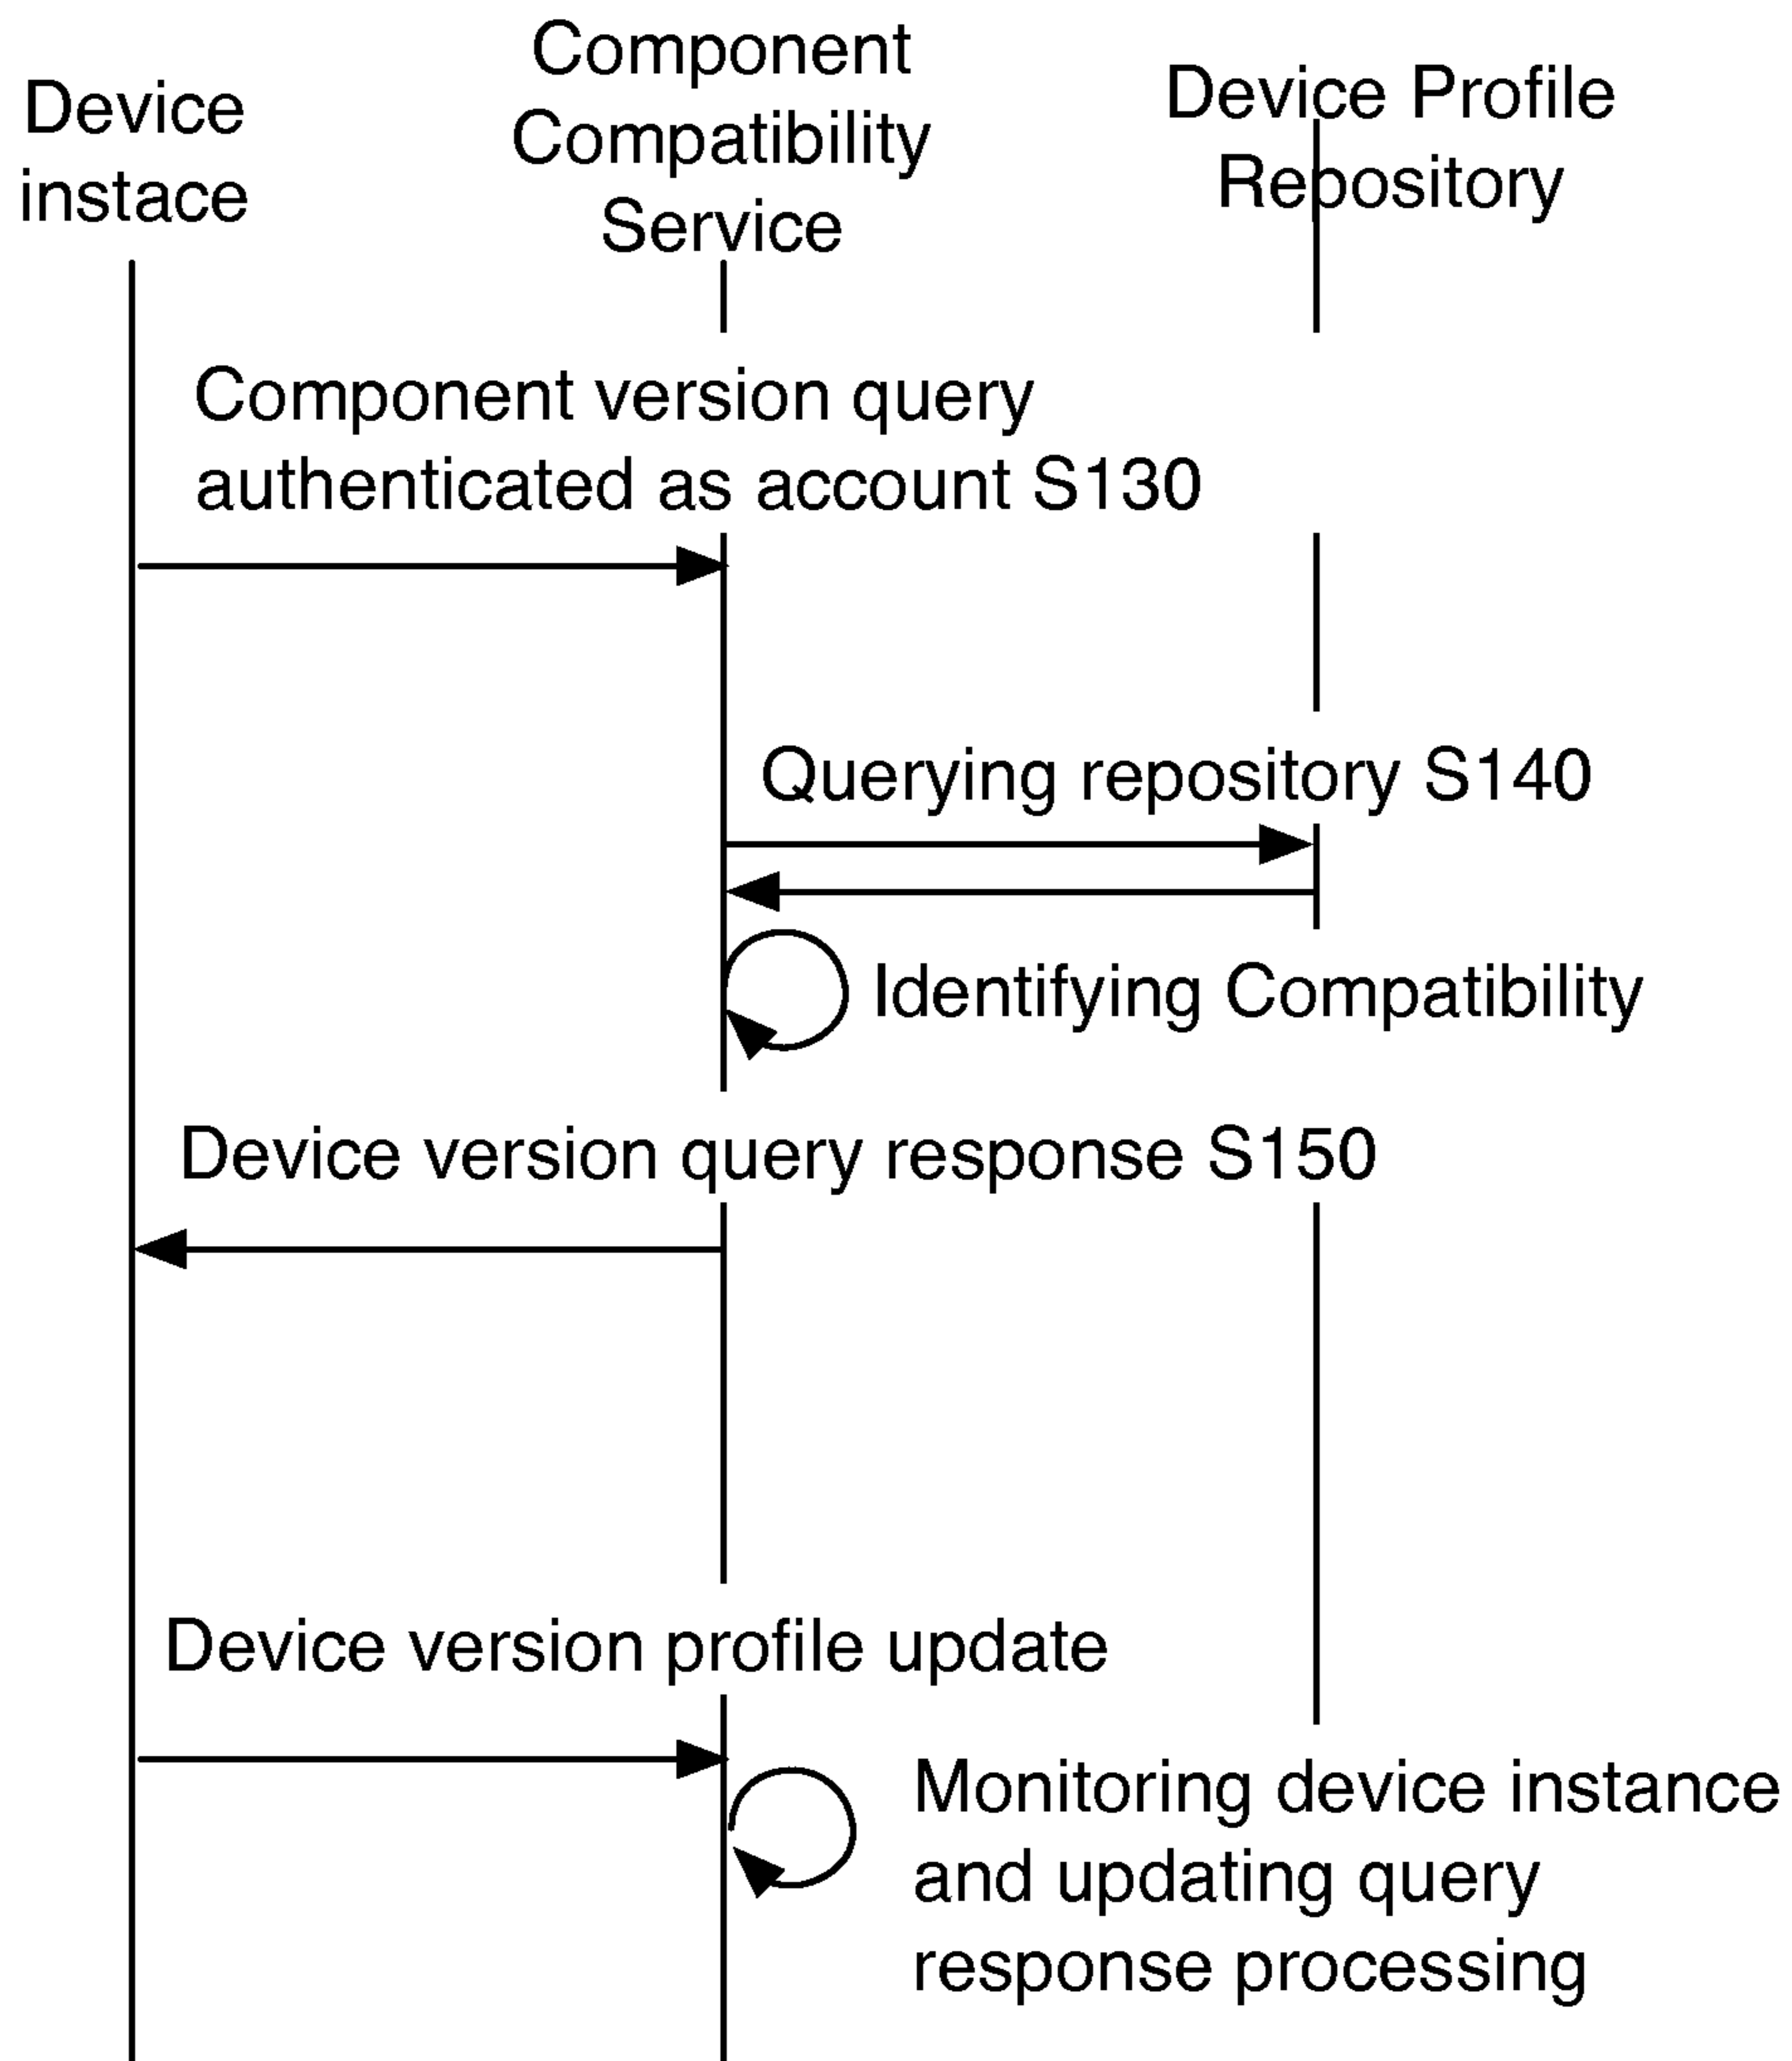 Device
instace
Component
Compatibility
Service
Device Profile
Repository
Component version query
authenticated as account S130
Querying repository S140
Identifying Compatibility
Device version query response S150
Device version profile update
Monitoring device instance
and updating query
response processing